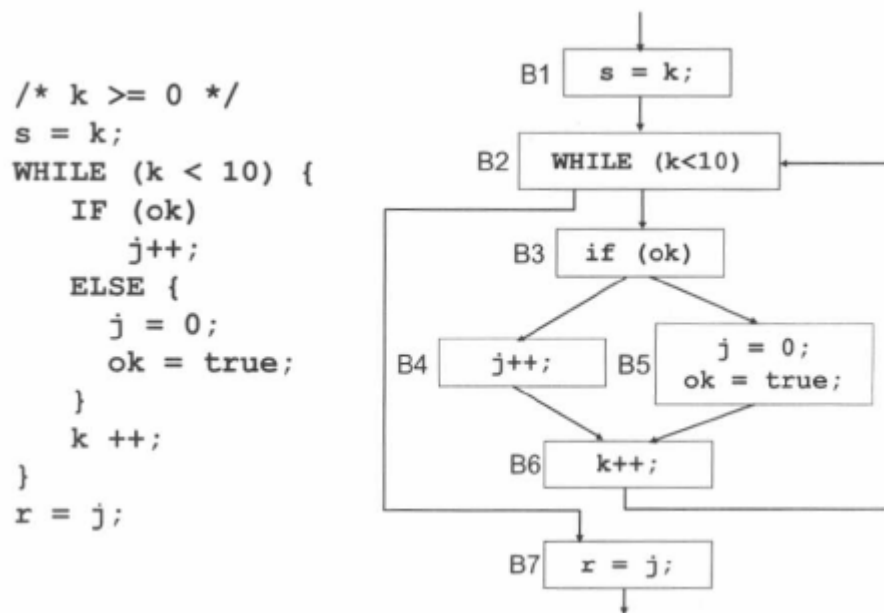 /* k >= 0 */
s = k;
WHILE (k < 10) {
IF (ok)
j++;
ELSE {
j = 0;
ok = true;
}
k ++;
}
r = j;
B1
s = k;
B2
WHILE (k<10)
B3
if (ok)
B4
j++;
B5
j = 0;
ok = true;
B6
k++;
B7
r = j;